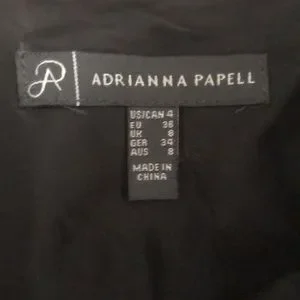 AP
ADRIANNA PAPELL
US/CAN 4
EU 36
UK 8
GER 34
AUS 8
MADE IN
CHINA